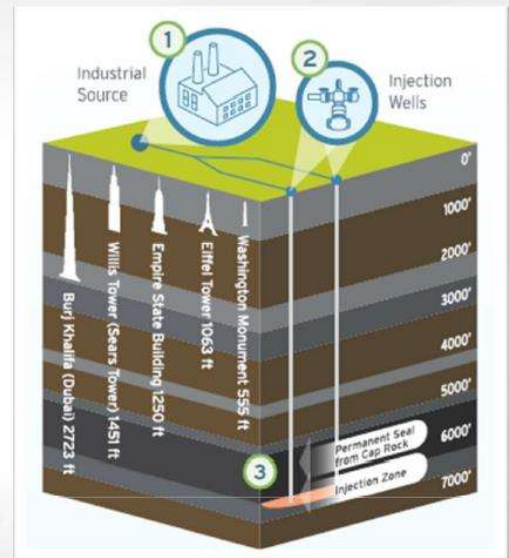 1
Industrial
Source
2
Injection
Wells
0'
1000'
2000'
3000'
4000'
5000'
6000'
7000'
Burj Khalifa (Dubai) 2723 ft
Willis Tower (Sears Tower) 1451 ft
Empire State Building 1250 ft
Eiffel Tower 1063 ft
Washington Monument 555 ft
3
Permanent Seal
from Cap Rock
Injection Zone